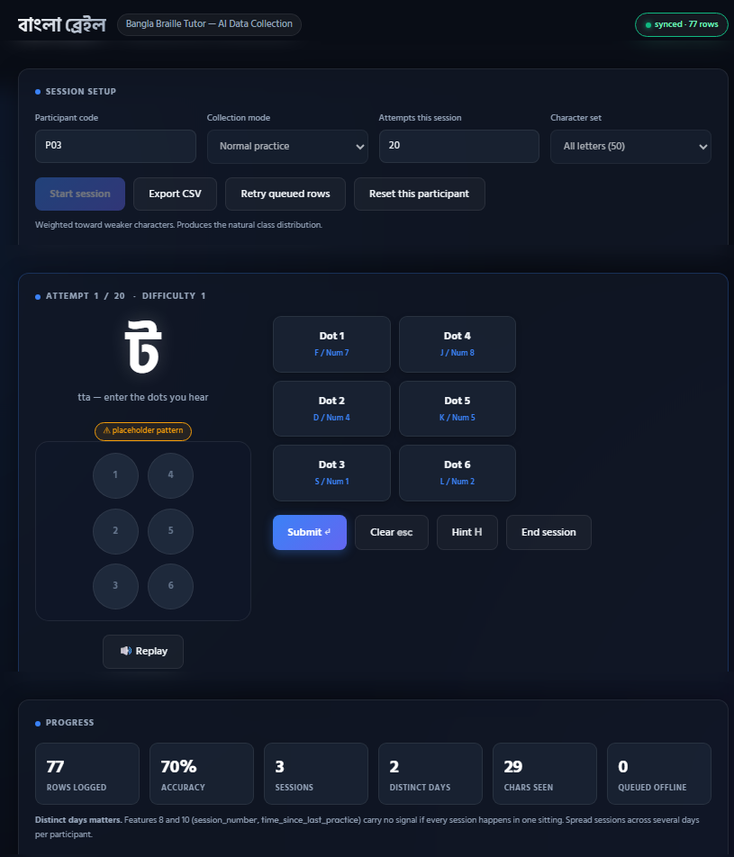 বাংলা ব্রেইল
Bangla Braille Tutor — AI Data Collection
synced · 77 rows
SESSION SETUP
Participant code
Collection mode
Attempts this session
Character set
P03
Normal practice
20
All letters (50)
Start session
Export CSV
Retry queued rows
Reset this participant
Weighted toward weaker characters. Produces the natural class distribution.
ATTEMPT 1 / 20 · DIFFICULTY 1
ট
tta — enter the dots you hear
⚠ placeholder pattern
1
4
2
5
3
6
Replay
Dot 1
F / Num 7
Dot 4
J / Num 8
Dot 2
D / Num 4
Dot 5
K / Num 5
Dot 3
S / Num 1
Dot 6
L / Num 2
Submit ⏎
Clear esc
Hint H
End session
PROGRESS
77
ROWS LOGGED
70%
ACCURACY
3
SESSIONS
2
DISTINCT DAYS
29
CHARS SEEN
0
QUEUED OFFLINE
Distinct days matters. Features 8 and 10 (session_number, time_since_last_practice) carry no signal if every session happens in one sitting. Spread sessions across several days
per participant.